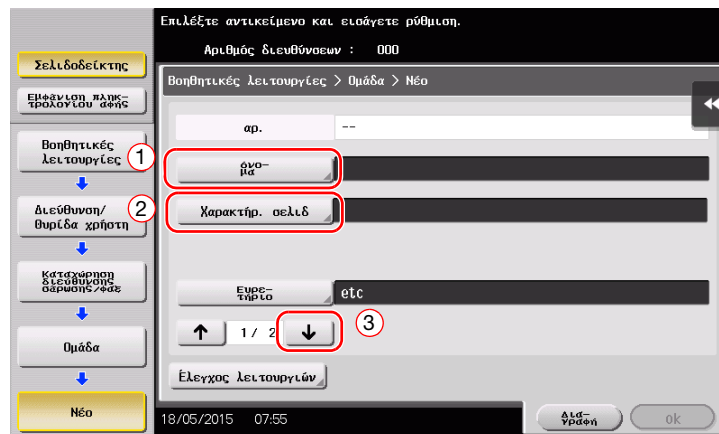 Επιλέξτε αντικείμενο και εισάγετε ρύθμιση.
Αριθμός διευθύνσεων : 000
Σελιδοδείκτης
Εμφάνιση πληκ-
τρολογίου αφής
Βοηθητικές λειτουργίες > Ομάδα > Νέο
αρ.
--
Βοηθητικές
λειτουργίες
1
όνο-
μα
Διεύθυνση/
Θυρίδα χρήστη
2
Χαρακτήρ. σελιδ
Καταχώρηση
διεύθυνσης
σάρωσης/φαξ
Ευρε-
τήριο
etc
1/ 2
3
Ομάδα
Έλεγχος λειτουργιών
Νέο
18/05/2015 07:55
Δια-
γραφή
ok